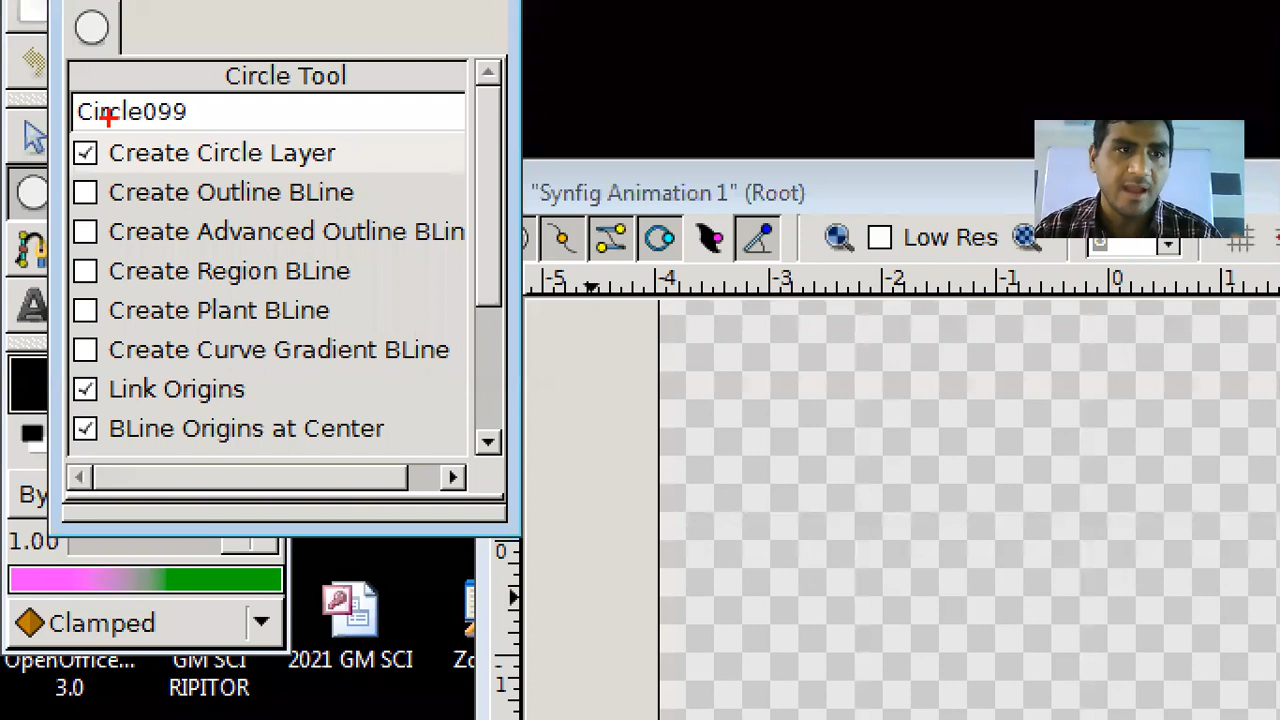 Circle Tool
Circle099
Create Circle Layer
Create Outline BLine
Create Advanced Outline BLin
Create Region BLine
Create Plant BLine
Create Curve Gradient BLine
Link Origins
BLine Origins at Center
"Synfig Animation 1" (Root)
Low Res
-5 -4 -3 -2 -1 0 1
By
1.00
0
Clamped
1
OpenOffice... 3.0
GM SCI RIPITOR
2021 GM SCI
Zo